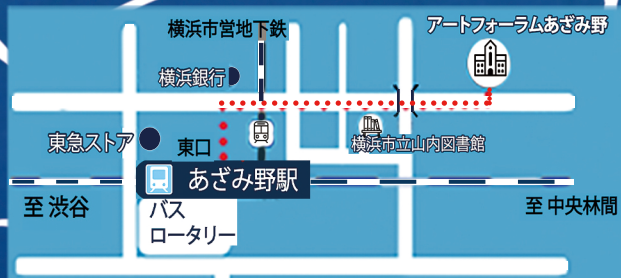 横浜市営地下鉄
アートフォーラムあざみ野
横浜銀行
東急ストア
東口
横浜市立山内図書館
あざみ野駅
至 渋谷
バス
ロータリー
至 中央林間